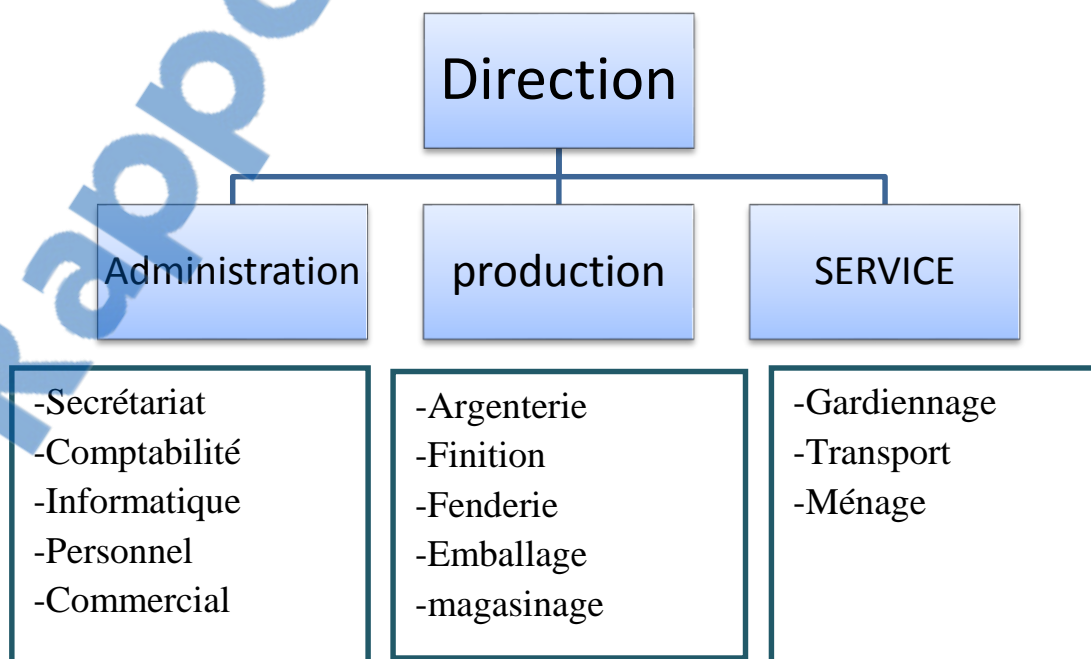 Direction
Administration
production
SERVICE
-Secrétariat
-Comptabilité
-Informatique
-Personnel
-Commercial
-Argenterie
-Finition
-Fenderie
-Emballage
-magasinage
-Gardiennage
-Transport
-Ménage